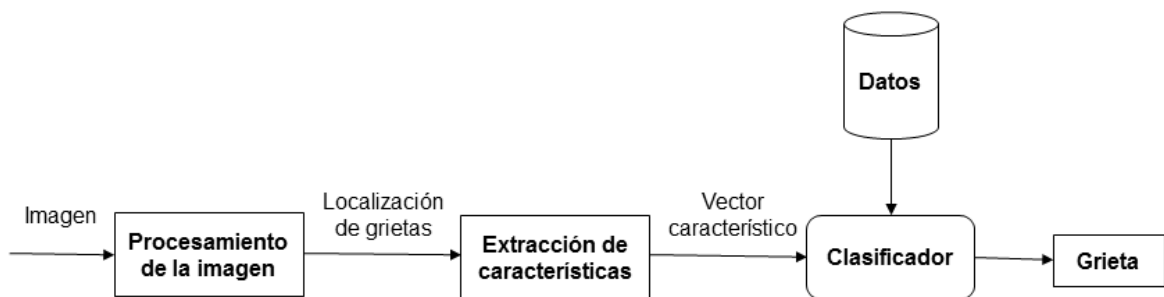 Datos
Imagen
Procesamiento
de la imagen
Localización
de grietas
Extracción de
características
Vector
característico
Clasificador
Grieta